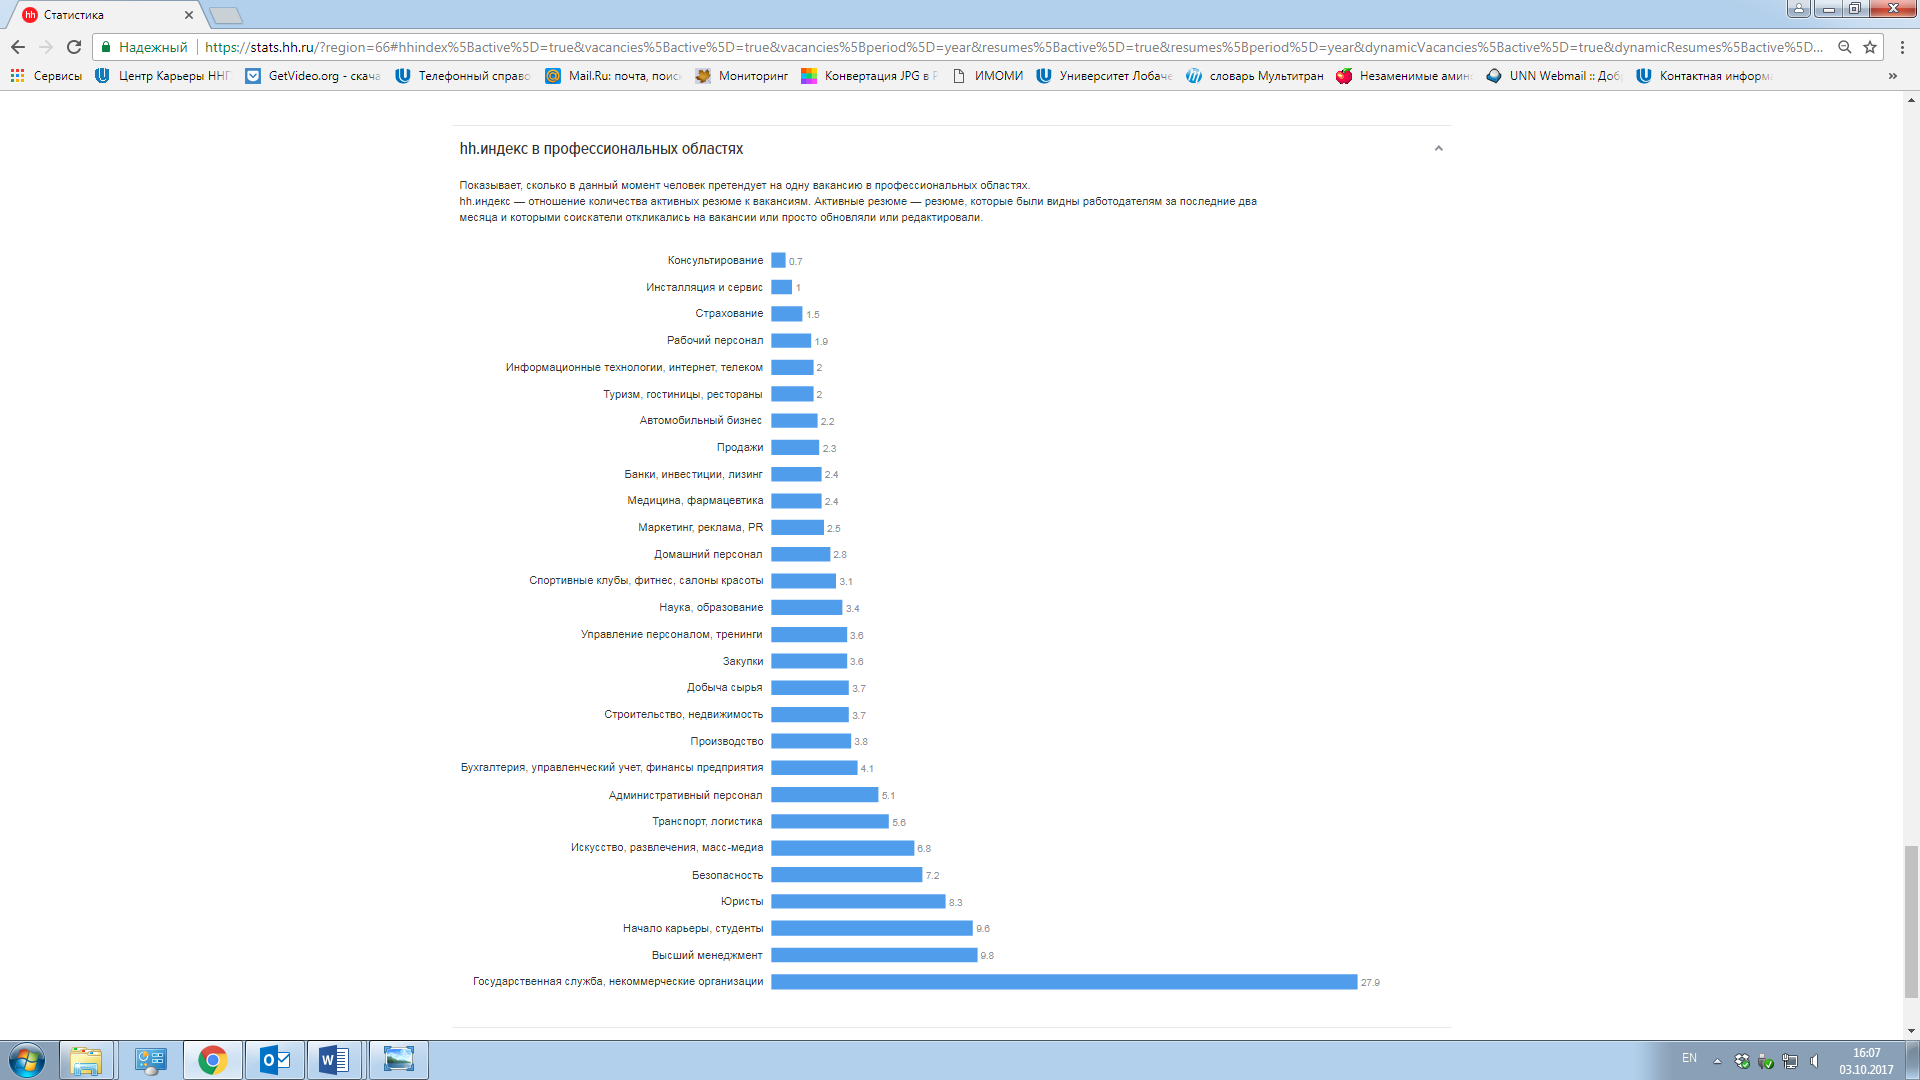 Статистика
Надежный
https://stats.hh.ru/?region=66#hhindex%5Bactive%5D=true&vacancies%5Bactive%5D=true&vacancies%5Bperiod%5D=year&resumes%5Bactive%5D=true&resumes%5Bperiod%5D=year&dynamicVacancies%5Bactive%5D=true&dynamicResumes%5Bactive%5D...
Сервисы Центр Карьеры ННГ GetVideo.org - скача Телефонный справо Mail.Ru: почта, поис Мониторинг Конвертация JPG в P ИМОМИ Университет Лобаче словарь Мультитран Незаменимые амин UNN Webmail :: Доб Контактная информа »
hh.индекс в профессиональных областях
Показывает, сколько в данный момент человек претендует на одну вакансию в профессиональных областях.
hh.индекс — отношение количества активных резюме к вакансиям. Активные резюме — резюме, которые были видны работодателям за последние два
месяца и которыми соискатели откликались на вакансии или просто обновляли или редактировали.
Консультирование 0.7
Инсталляция и сервис 1
Страхование 1.5
Рабочий персонал 1.9
Информационные технологии, интернет, телеком 2
Туризм, гостиницы, рестораны 2
Автомобильный бизнес 2.2
Продажи 2.3
Банки, инвестиции, лизинг 2.4
Медицина, фармацевтика 2.4
Маркетинг, реклама, PR 2.5
Домашний персонал 2.8
Спортивные клубы, фитнес, салоны красоты 3.1
Наука, образование 3.4
Управление персоналом, тренинги 3.6
Закупки 3.6
Добыча сырья 3.7
Строительство, недвижимость 3.7
Производство 3.8
Бухгалтерия, управленческий учет, финансы предприятия 4.1
Административный персонал 5.1
Транспорт, логистика 5.6
Искусство, развлечения, масс-медиа 6.8
Безопасность 7.2
Юристы 8.3
Начало карьеры, студенты 9.6
Высший менеджмент 9.8
Государственная служба, некоммерческие организации 27.9
EN
16:07
03.10.2017